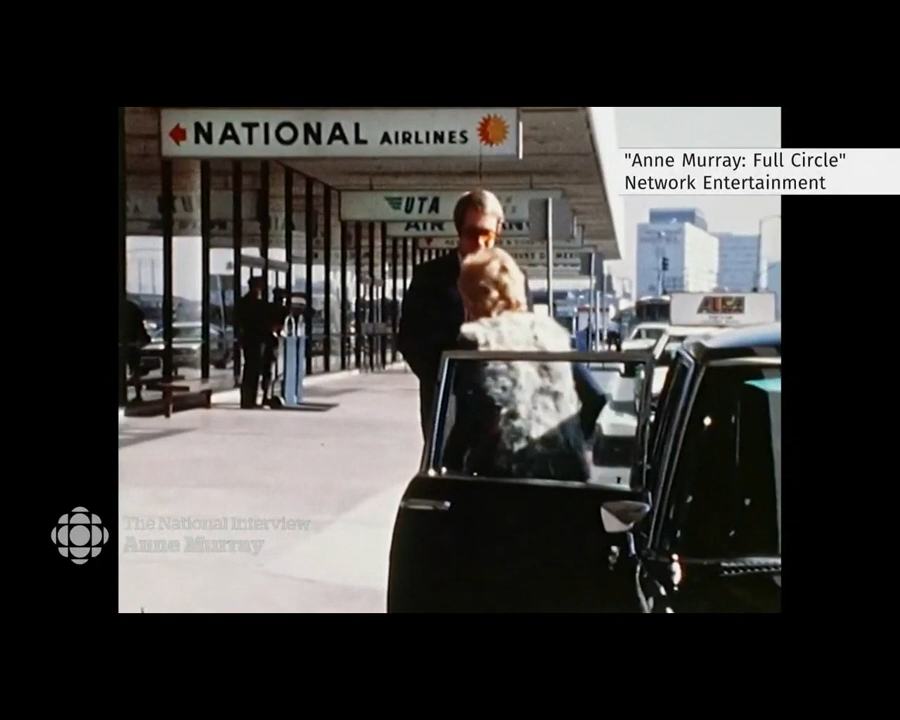 NATIONAL AIRLINES
"Anne Murray: Full Circle"
Network Entertainment
UTA
AIR
The National Interview
Anne Murray